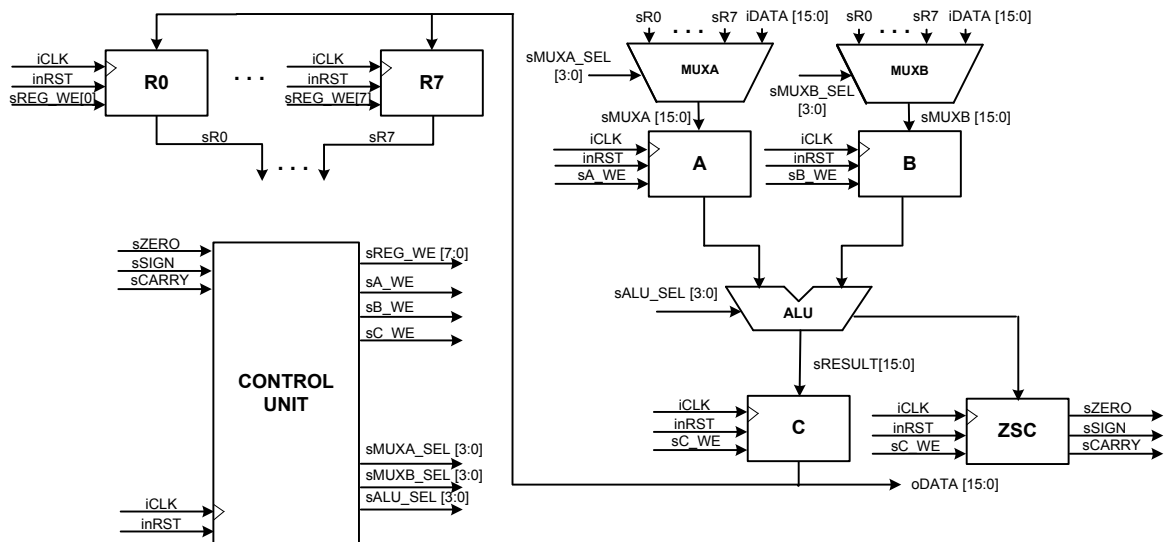 iCLK
inRST
sREG_WE[0]
R0
. . .
iCLK
inRST
sREG_WE[7]
R7
sR0
sR7
. . .
sR0 . . . sR7 iDATA [15:0]
sMUXA_SEL
[3:0]
MUXA
sMUXA [15:0]
sR0 . . . sR7 iDATA [15:0]
sMUXB_SEL
[3:0]
MUXB
sMUXB [15:0]
iCLK
inRST
sA_WE
A
iCLK
inRST
sB_WE
B
sALU_SEL [3:0]
ALU
sRESULT[15:0]
iCLK
inRST
sC_WE
C
iCLK
inRST
sC_WE
ZSC
sZERO
sSIGN
sCARRY
oDATA [15:0]
sZERO
sSIGN
sCARRY
CONTROL
UNIT
sREG_WE [7:0]
sA_WE
sB_WE
sC_WE
sMUXA_SEL [3:0]
sMUXB_SEL [3:0]
sALU_SEL [3:0]
iCLK
inRST